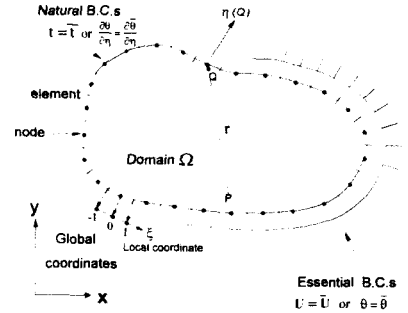 Natural B.C.s
t = t̄ or ∂θ/∂η = ∂θ̄/∂η
η (Q)
Q
element
node
r
Domain Ω
P
-1 0 1 ξ
Local coordinate
y
Global
coordinates
x
Essential B.C.s
U = Ū or θ = θ̄